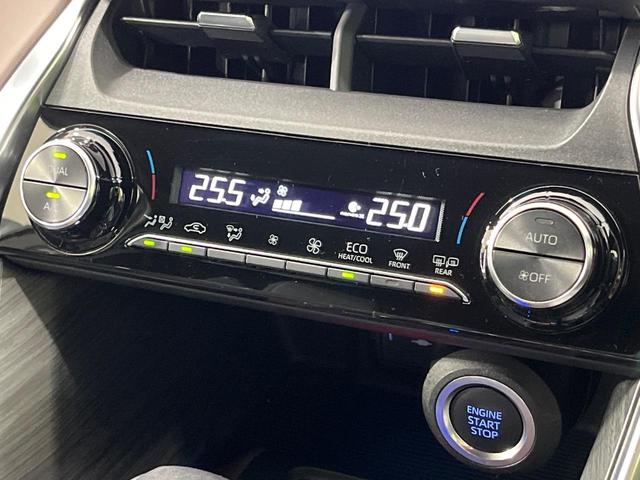 DUAL
A/C
25.5
25.0
AUTO
OFF
ECO
HEAT/COOL
FRONT
REAR
ENGINE
START
STOP